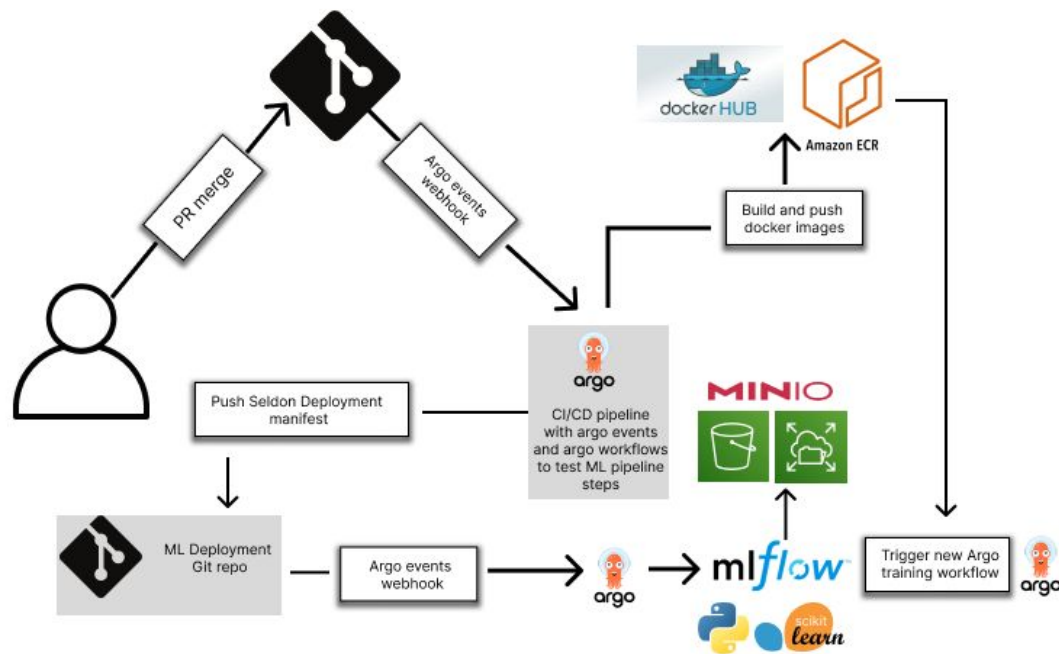 PR merge
Argo events
webhook
docker HUB
Amazon ECR
Build and push
docker images
argo
CI/CD pipeline
with argo events
and argo workflows
to test ML pipeline
steps
Push Seldon Deployment
manifest
MINIO
ML Deployment
Git repo
Argo events
webhook
argo
mlflow™
Trigger new Argo
training workflow
argo
scikit
learn